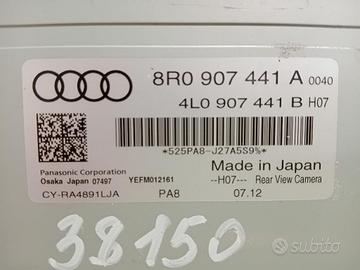 8R0 907 441 A 0040
4L0 907 441 B H07
*525PA8-J27A5S9%*
Made in Japan
Panasonic Corporation
Osaka Japan 07497 YEFM012161
--H07--- Rear View Camera
CY-RA4891LJA PA8 07.12
38150
subito